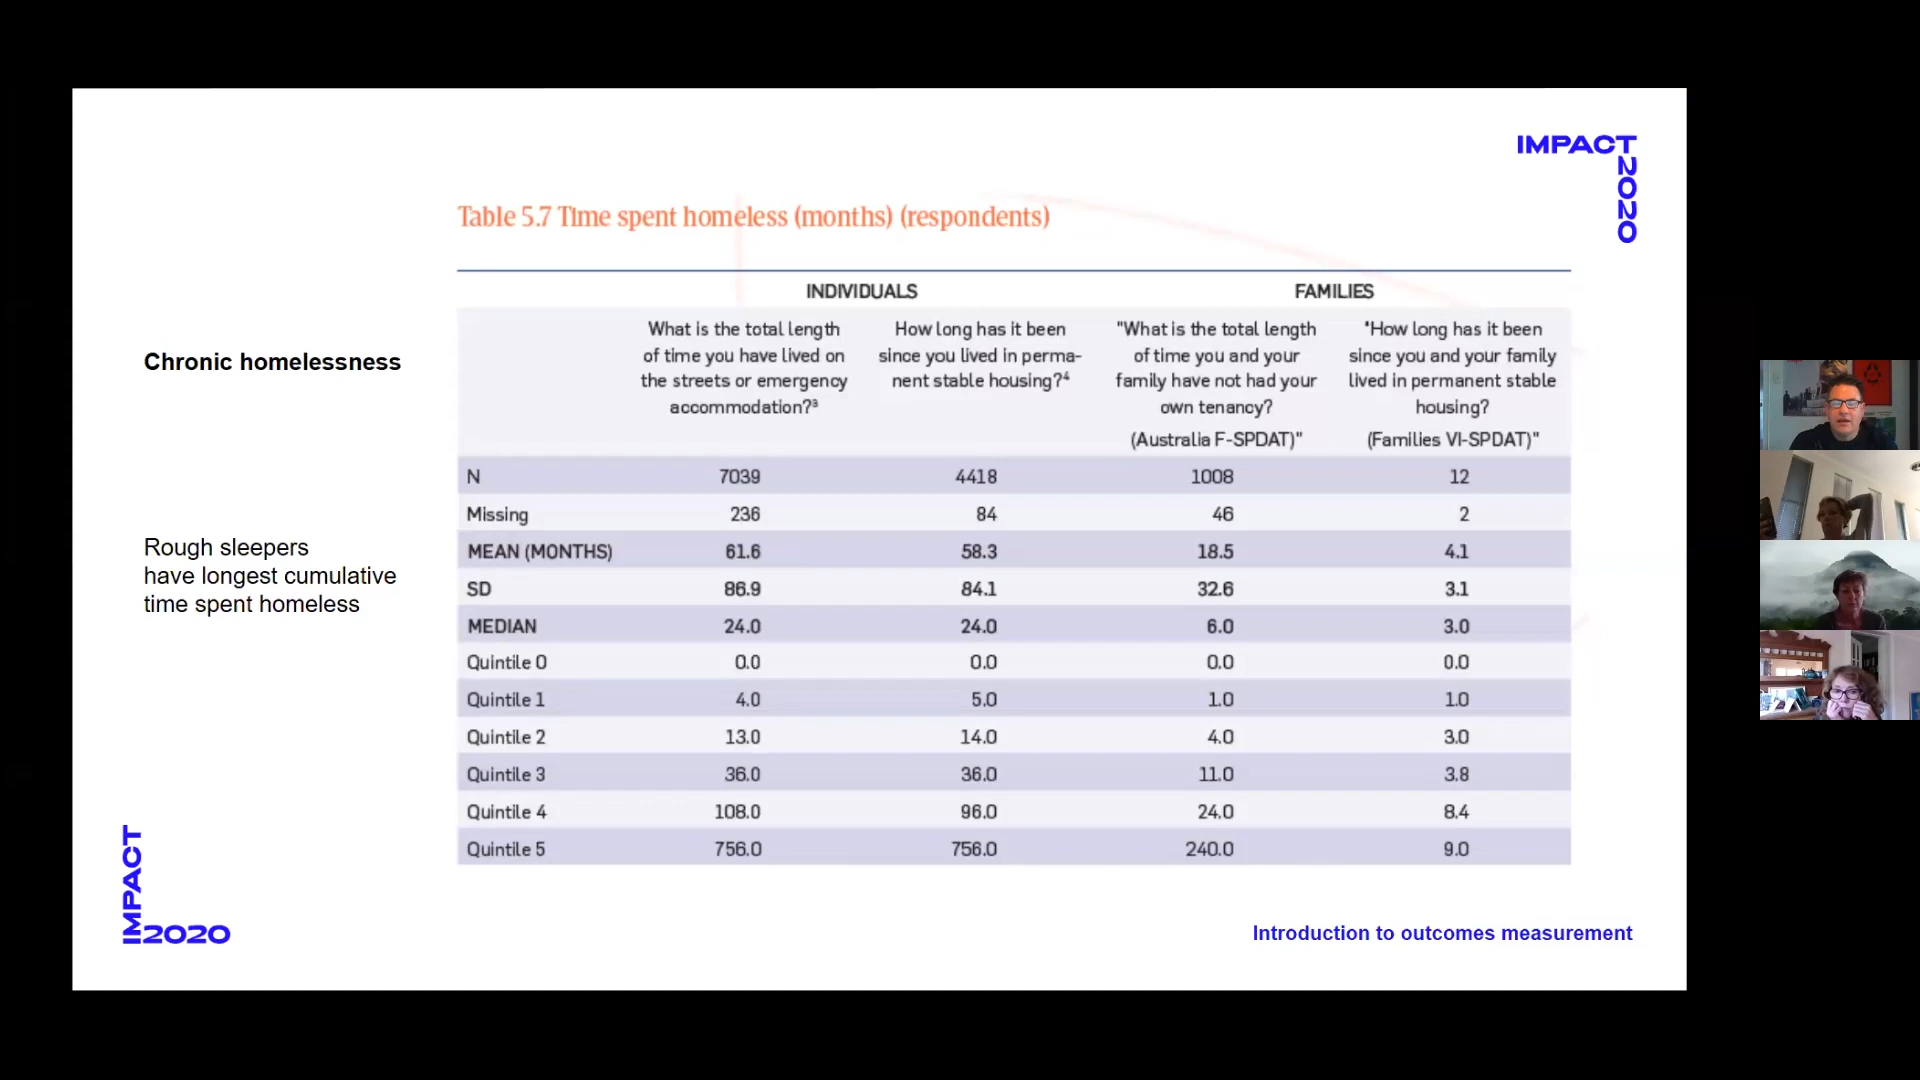 IMPACT
2020
Table 5.7 Time spent homeless (months) (respondents)
INDIVIDUALS FAMILIES
What is the total length
of time you have lived on
the streets or emergency
accommodation?³
How long has it been
since you lived in perma-
nent stable housing?⁴
"What is the total length
of time you and your
family have not had your
own tenancy?
(Australia F-SPDAT)"
"How long has it been
since you and your family
lived in permanent stable
housing?
(Families VI-SPDAT)"
Chronic homelessness
Rough sleepers
have longest cumulative
time spent homeless
N 7039 4418 1008 12
Missing 236 84 46 2
MEAN (MONTHS) 61.6 58.3 18.5 4.1
SD 86.9 84.1 32.6 3.1
MEDIAN 24.0 24.0 6.0 3.0
Quintile 0 0.0 0.0 0.0 0.0
Quintile 1 4.0 5.0 1.0 1.0
Quintile 2 13.0 14.0 4.0 3.0
Quintile 3 36.0 36.0 11.0 3.8
Quintile 4 108.0 96.0 24.0 8.4
Quintile 5 756.0 756.0 240.0 9.0
IMPACT
2020
Introduction to outcomes measurement